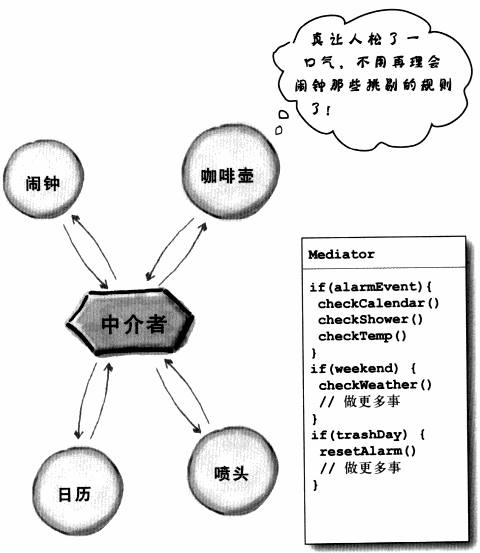 真让人松了一
口气，不用再理会
闹钟那些挑剔的规则
了！
闹钟
咖啡壶
中介者
日历
喷头
Mediator
if(alarmEvent){
checkCalendar()
checkShower()
checkTemp()
}
if(weekend) {
checkWeather()
// 做更多事
}
if(trashDay) {
resetAlarm()
// 做更多事
}